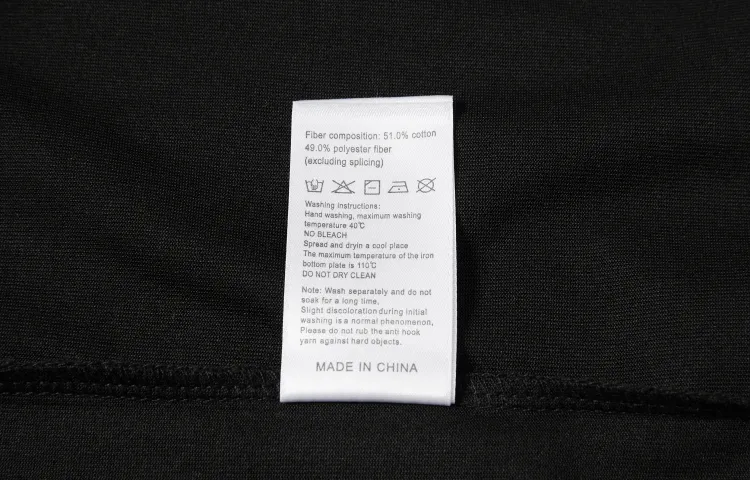 Fiber composition: 51.0% cotton
49.0% polyester fiber
(excluding splicing)
Washing instructions:
Hand washing, maximum washing
temperature 40℃
NO BLEACH
Spread and dryin a cool place
The maximum temperature of the iron
bottom plate is 110℃
DO NOT DRY CLEAN
Note: Wash separately and do not
soak for a long time.
Slight discolorationduring initial
washing is a normal phenomenon.
Please do not rub the anti hook
yarn against hard objects.
MADE IN CHINA